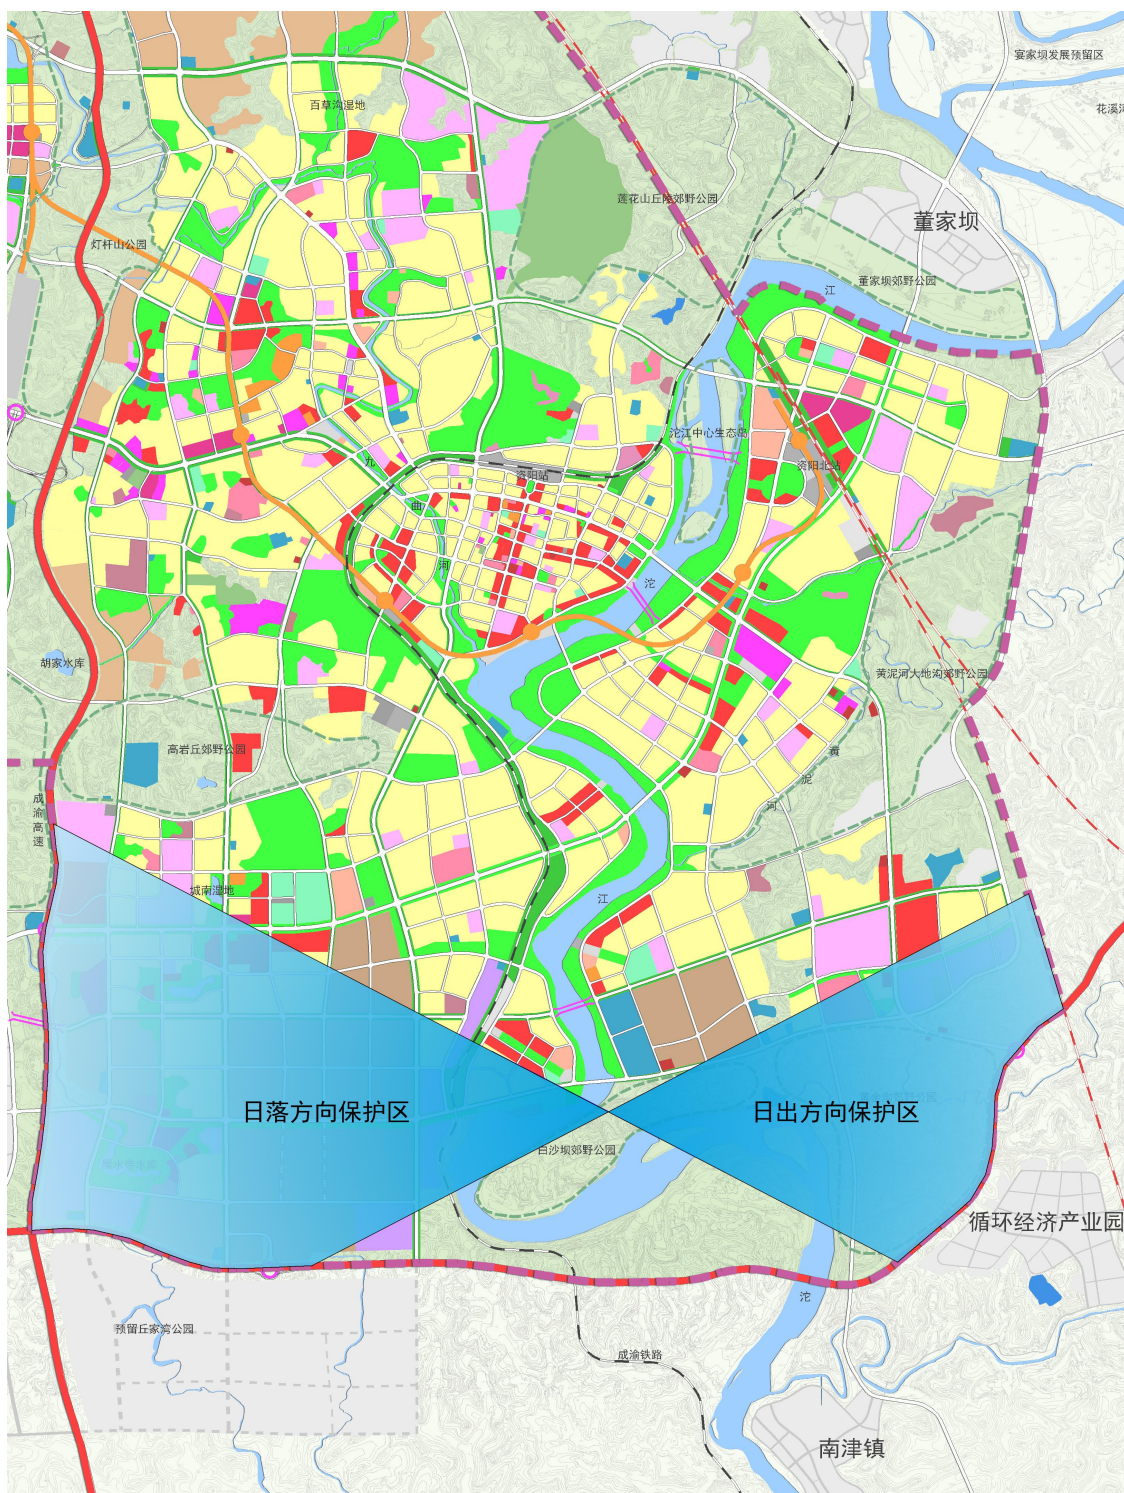 宴家坝发展预留区
百草沟湿地
花溪河
莲花山丘陵郊野公园
董家坝
灯杆山公园
董家坝郊野公园
江
沱江中心生态岛
九
资阳北站
资阳站
曲
河
沱
胡家水库
黄泥河大地沟郊野公园
高岩丘郊野公园
黄
泥
河
成
渝
高
速
城南湿地
江
日落方向保护区
日出方向保护区
白沙坝郊野公园
循环经济产业园
沱
预留丘家湾公园
成渝铁路
南津镇